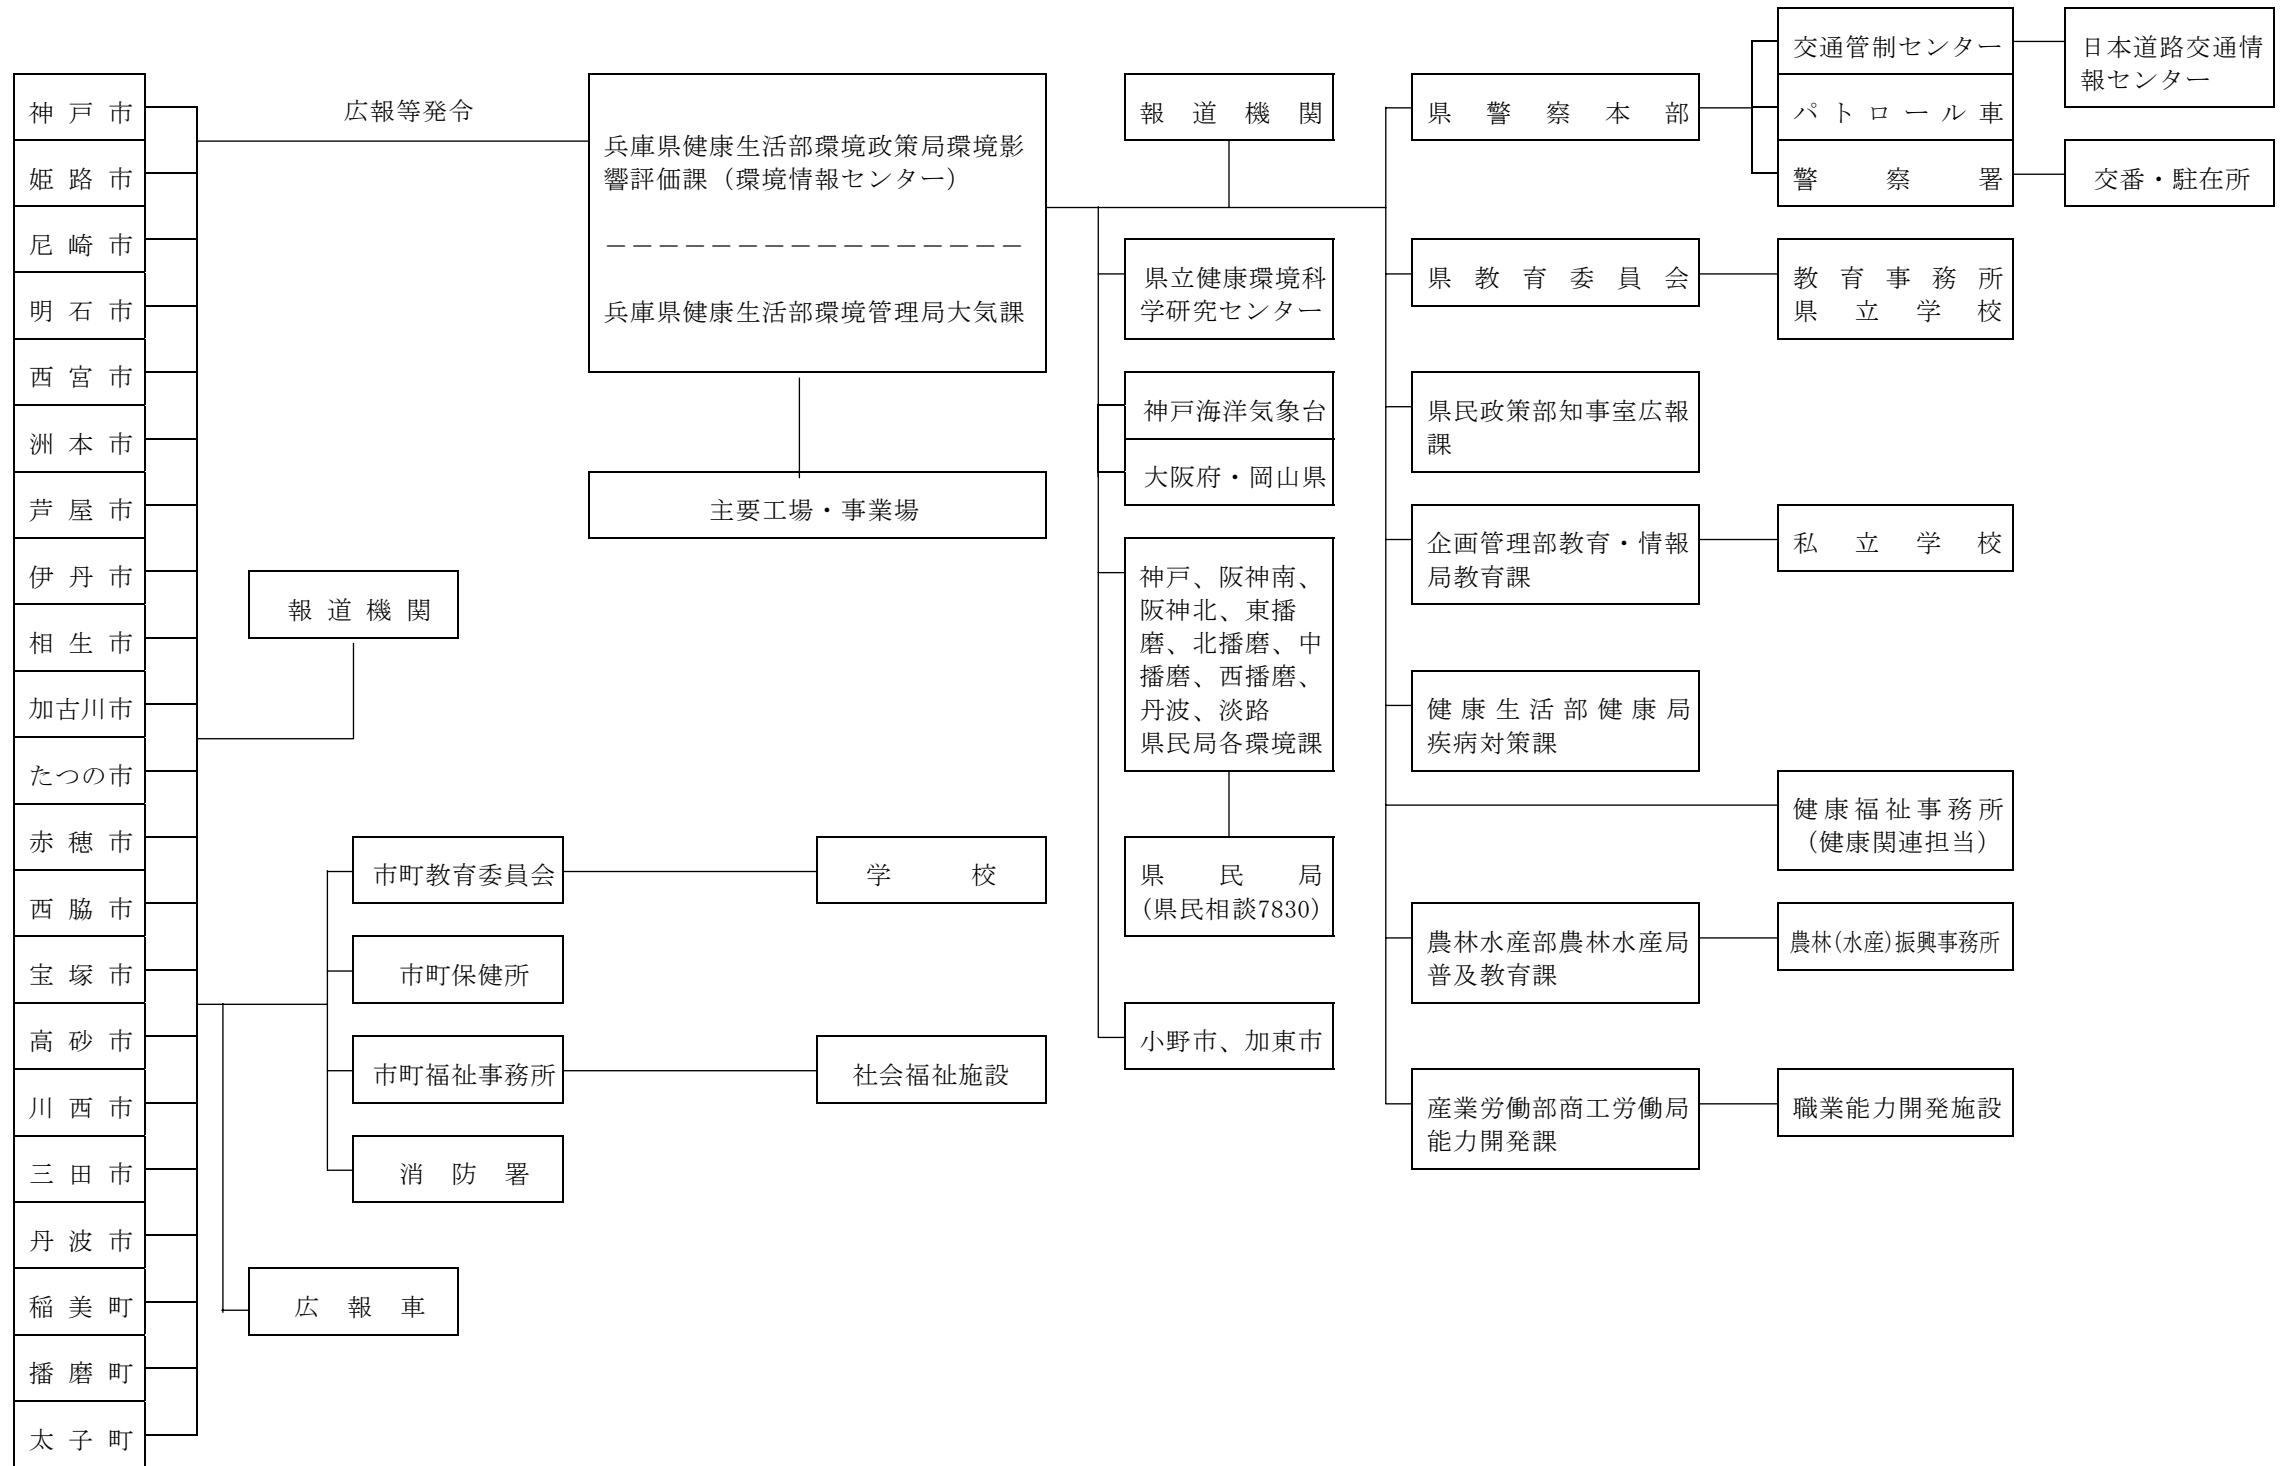 神戸市
姫路市
尼崎市
明石市
西宮市
洲本市
芦屋市
伊丹市
相生市
加古川市
たつの市
赤穂市
西脇市
宝塚市
高砂市
川西市
三田市
丹波市
稲美町
播磨町
太子町
広報等発令
報道機関
市町教育委員会
市町保健所
市町福祉事務所
消防署
広報車
兵庫県健康生活部環境政策局環境影
響評価課（環境情報センター）
－－－－－－－－－－－－－－－－
兵庫県健康生活部環境管理局大気課
主要工場・事業場
学校
社会福祉施設
報道機関
県立健康環境科
学研究センター
神戸海洋気象台
大阪府・岡山県
神戸、阪神南、
阪神北、東播
磨、北播磨、中
播磨、西播磨、
丹波、淡路
県民局各環境課
県民局
（県民相談7830）
小野市、加東市
県警察本部
県教育委員会
県民政策部知事室広報
課
企画管理部教育・情報
局教育課
健康生活部健康局
疾病対策課
農林水産部農林水産局
普及教育課
産業労働部商工労働局
能力開発課
交通管制センター
パトロール車
警察署
教育事務所
県立学校
私立学校
健康福祉事務所
（健康関連担当）
農林(水産)振興事務所
職業能力開発施設
日本道路交通情
報センター
交番・駐在所